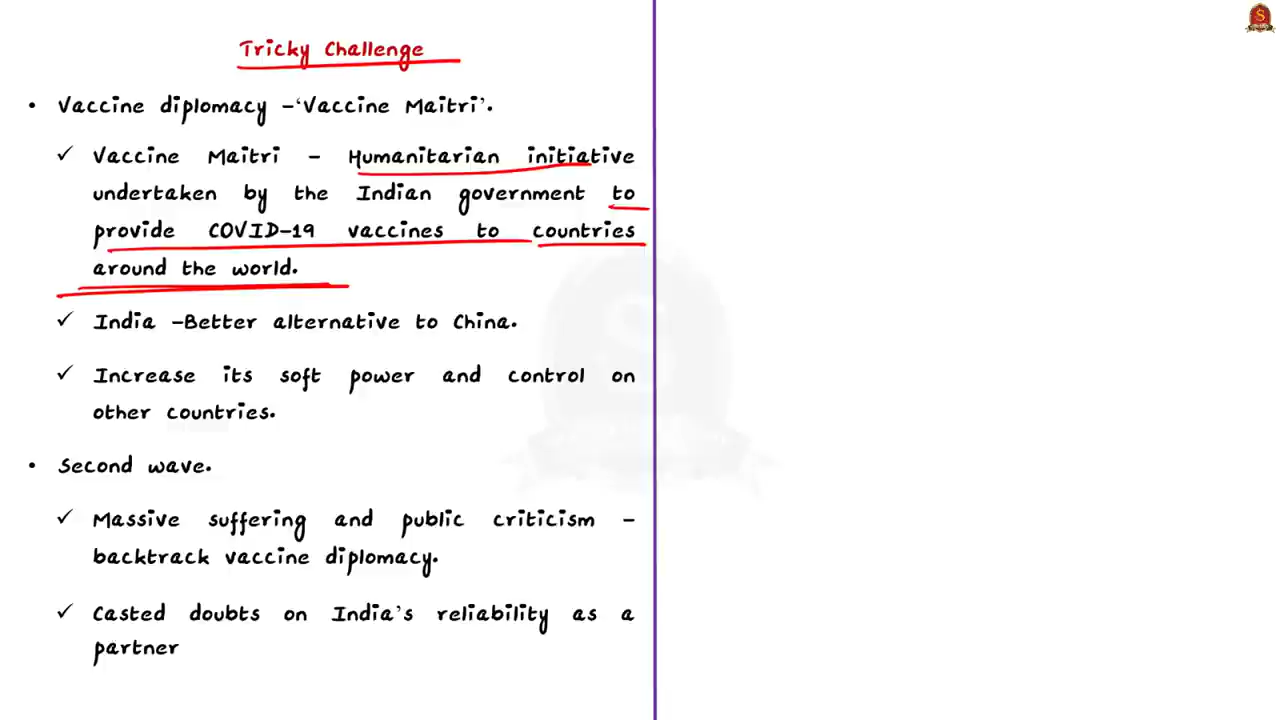 Tricky Challenge
• Vaccine diplomacy –‘Vaccine Maitri’.
✓ Vaccine Maitri – Humanitarian initiative
undertaken by the Indian government to
provide COVID-19 vaccines to countries
around the world.
✓ India –Better alternative to China.
✓ Increase its soft power and control on
other countries.
• Second wave.
✓ Massive suffering and public criticism –
backtrack vaccine diplomacy.
✓ Casted doubts on India’s reliability as a
partner